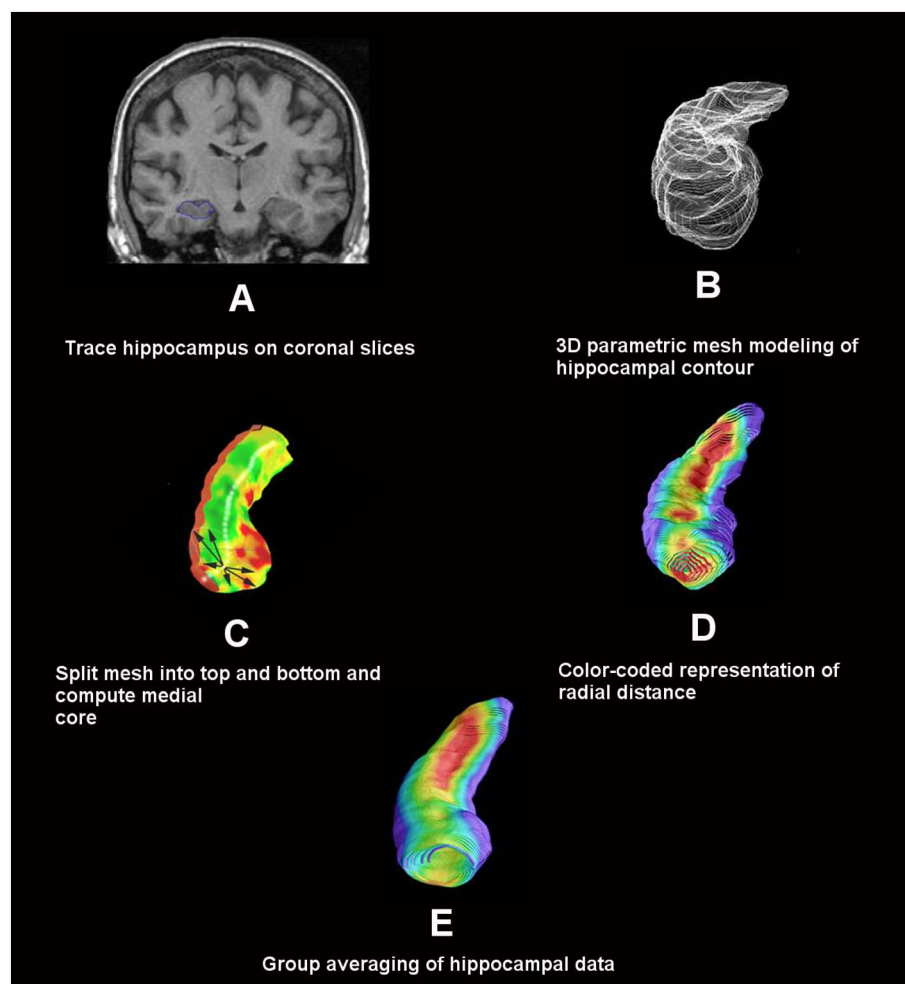 A
Trace hippocampus on coronal slices
B
3D parametric mesh modeling of
hippocampal contour
C
Split mesh into top and bottom and
compute medial
core
D
Color-coded representation of
radial distance
E
Group averaging of hippocampal data